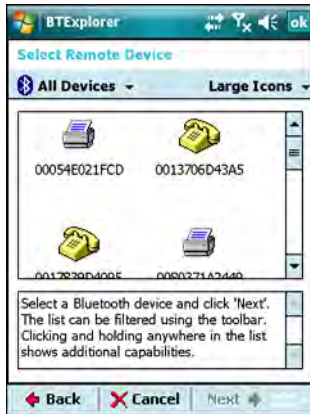 BTExplorer ok
Select Remote Device
All Devices Large Icons
00054E021FCD 0013706D43A5
0017839D4095 0080371A2449
Select a Bluetooth device and click 'Next'.
The list can be filtered using the toolbar.
Clicking and holding anywhere in the list
shows additional capabilities.
Back Cancel Next